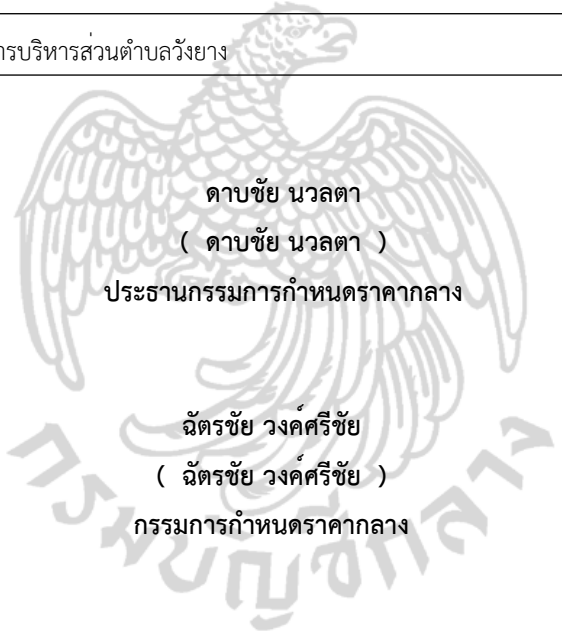 ารบริหารส่วนตำบลวังยาง
ดาบชัย นวลตา
( ดาบชัย นวลตา )
ประธานกรรมการกำหนดราคากลาง
ฉัตรชัย วงค์ศรีชัย
( ฉัตรชัย วงค์ศรีชัย )
กรรมการกำหนดราคากลาง
กรมบัญชีกลาง